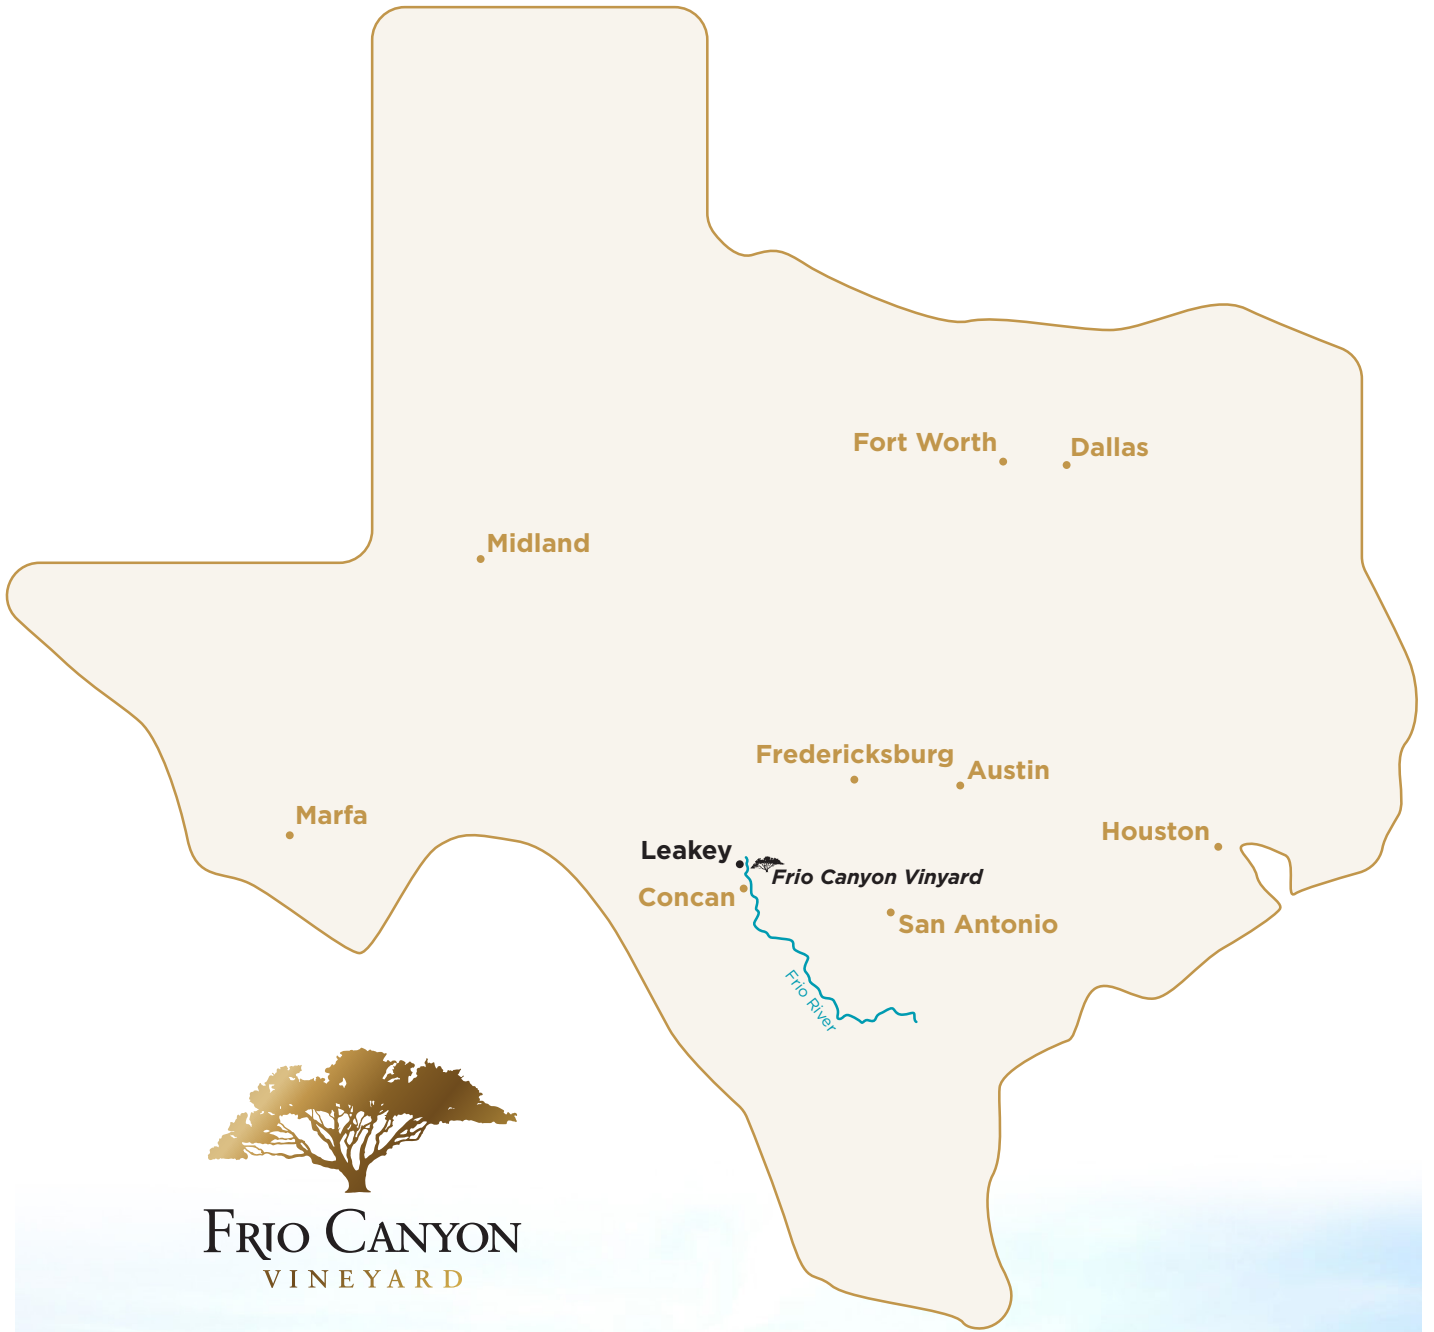 Fort Worth
Dallas
Midland
Fredericksburg
Austin
Marfa
Houston
Leakey
Frio Canyon Vinyard
Concan
San Antonio
Frio River
FRIO CANYON
VINEYARD